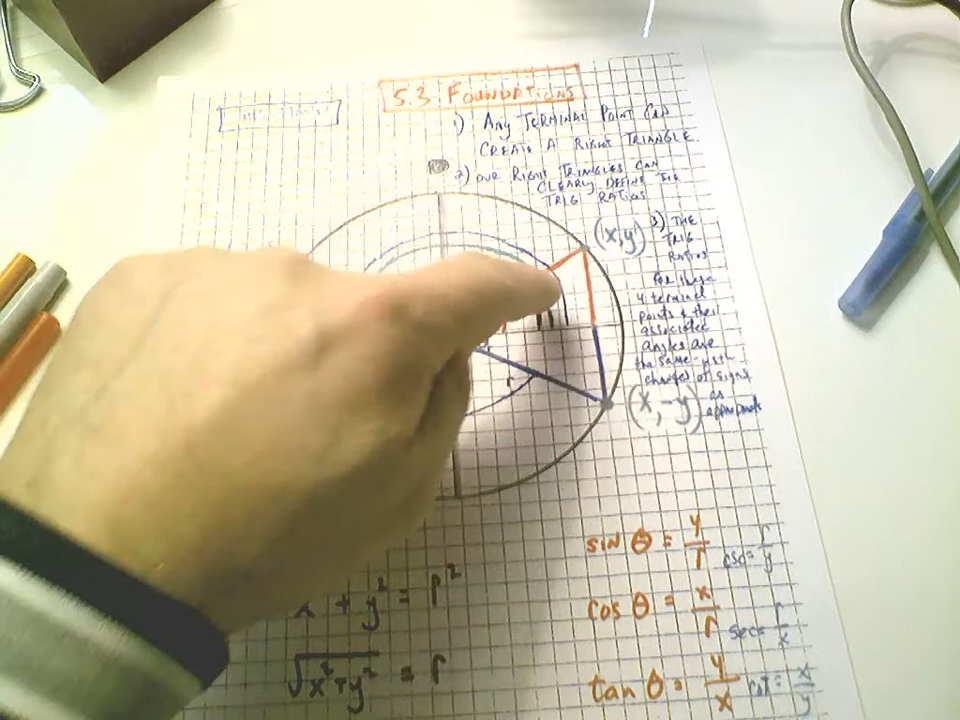 5.3 FOUNDATIONS
1) ANY TERMINAL POINT CAN
CREATE A RIGHT TRIANGLE.
2) OUR RIGHT TRIANGLES CAN
CLEARLY DEFINE THE
TRIG RATIOS
(x,y)
3) THE
TRIG
RATIOS
For these
4 terminal
points & their
associated
angles are
the same with
changes of signs
as
appropriate
(x,-y)
sin θ = y/r
csc = r/y
cos θ = x/r
sec = r/x
tan θ = y/x
cot = x/y
x + y² = r²
√x²+y² = r